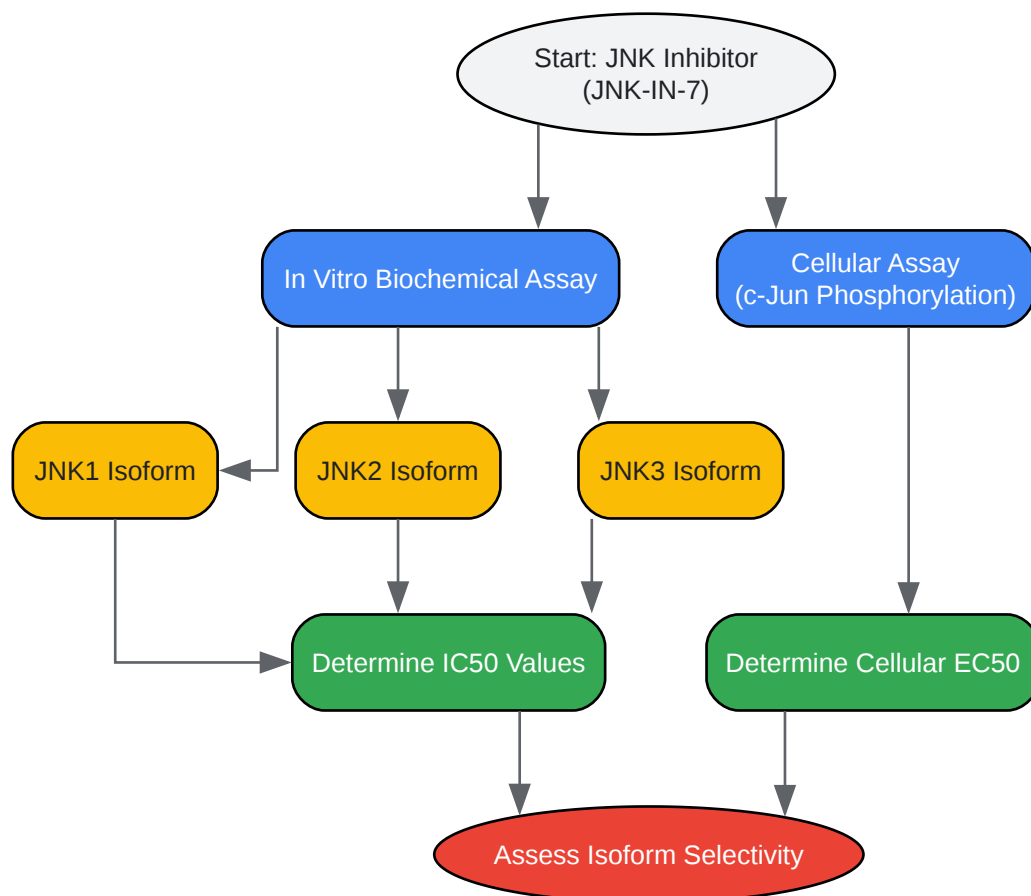 Start: JNK Inhibitor
(JNK-IN-7)
In Vitro Biochemical Assay
Cellular Assay
(c-Jun Phosphorylation)
JNK1 Isoform
JNK2 Isoform
JNK3 Isoform
Determine IC50 Values
Determine Cellular EC50
Assess Isoform Selectivity